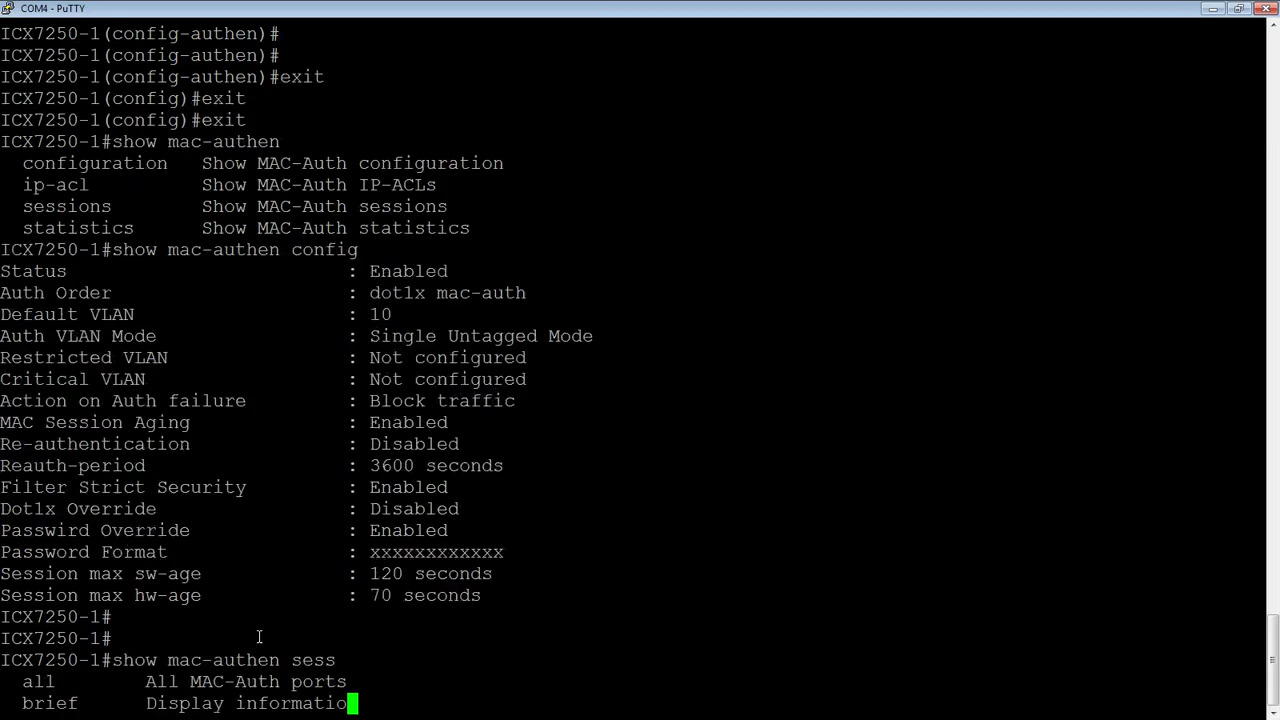 COM4 - PuTTY
ICX7250-1(config-authen)#
ICX7250-1(config-authen)#
ICX7250-1(config-authen)#exit
ICX7250-1(config)#exit
ICX7250-1(config)#exit
ICX7250-1#show mac-authen
configuration   Show MAC-Auth configuration
ip-acl          Show MAC-Auth IP-ACLs
sessions        Show MAC-Auth sessions
statistics      Show MAC-Auth statistics
ICX7250-1#show mac-authen config
Status                         : Enabled
Auth Order                     : dot1x mac-auth
Default VLAN                   : 10
Auth VLAN Mode                 : Single Untagged Mode
Restricted VLAN                : Not configured
Critical VLAN                  : Not configured
Action on Auth failure         : Block traffic
MAC Session Aging              : Enabled
Re-authentication              : Disabled
Reauth-period                  : 3600 seconds
Filter Strict Security         : Enabled
Dot1x Override                 : Disabled
Passwird Override              : Enabled
Password Format                : xxxxxxxxxxxx
Session max sw-age             : 120 seconds
Session max hw-age             : 70 seconds
ICX7250-1#
ICX7250-1#
ICX7250-1#show mac-authen sess
all        All MAC-Auth ports
brief      Display informatio